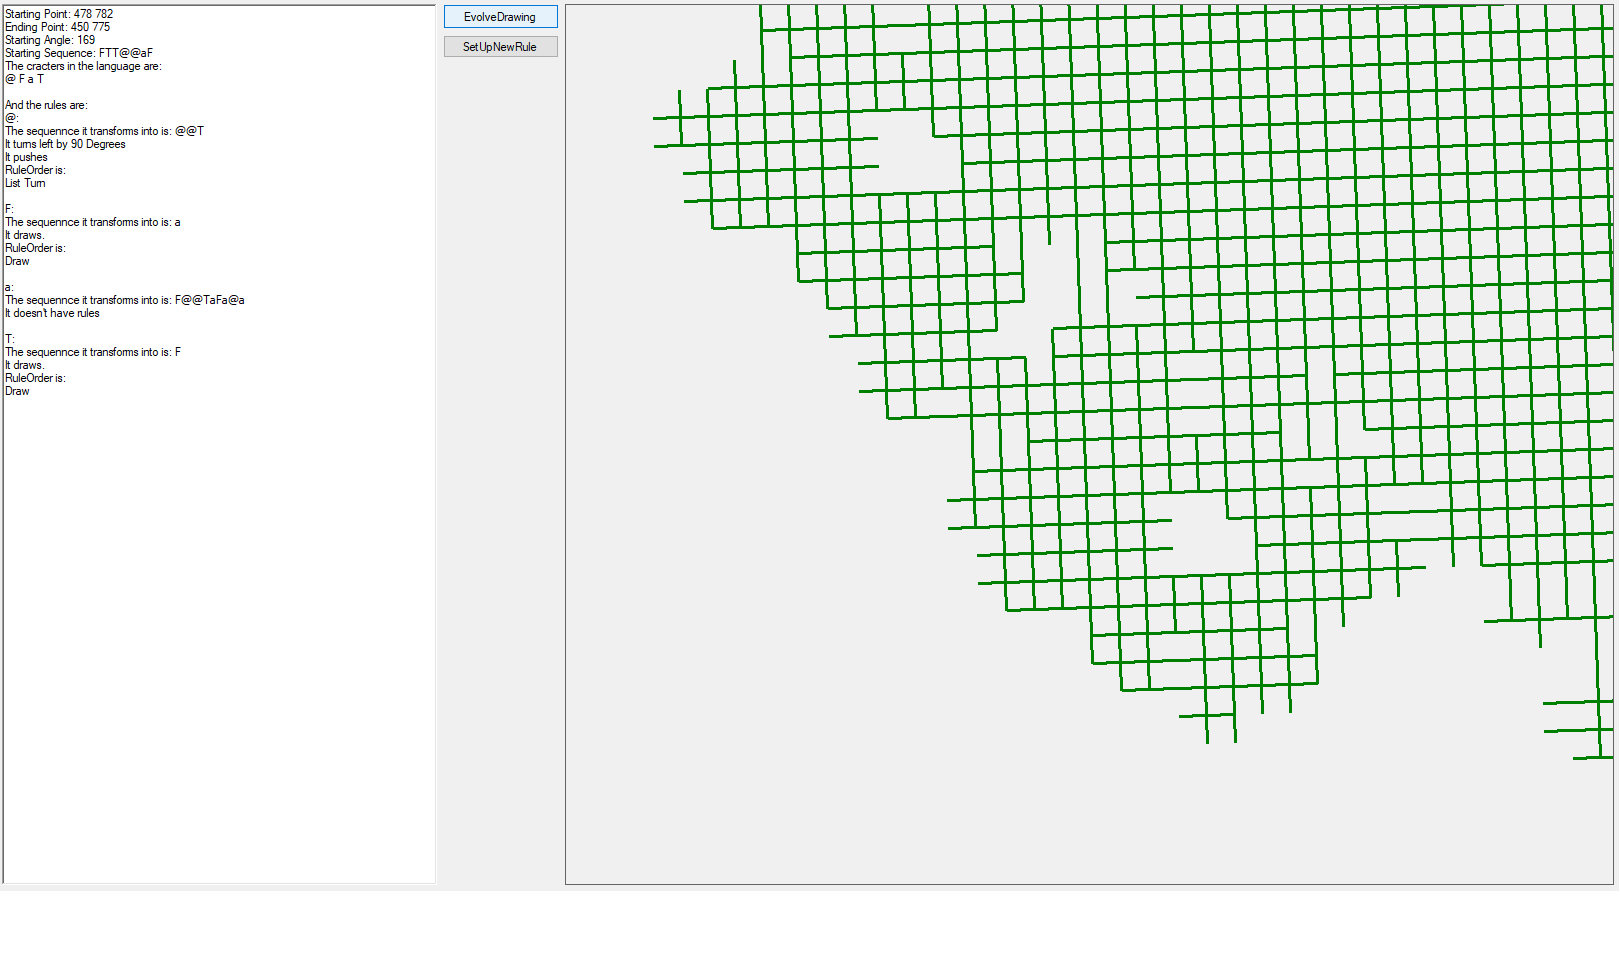 Starting Point: 478 782
Ending Point: 450 775
Starting Angle: 169
Starting Sequence: FTT@@aF
The cracters in the language are:
@ F a T
And the rules are:
@:
The sequennce it transforms into is: @@T
It turns left by 90 Degrees
It pushes
RuleOrder is:
List Turn
F:
The sequennce it transforms into is: a
It draws.
RuleOrder is:
Draw
a:
The sequennce it transforms into is: F@@TaFa@a
It doesn't have rules
T:
The sequennce it transforms into is: F
It draws.
RuleOrder is:
Draw
EvolveDrawing
SetUpNewRule